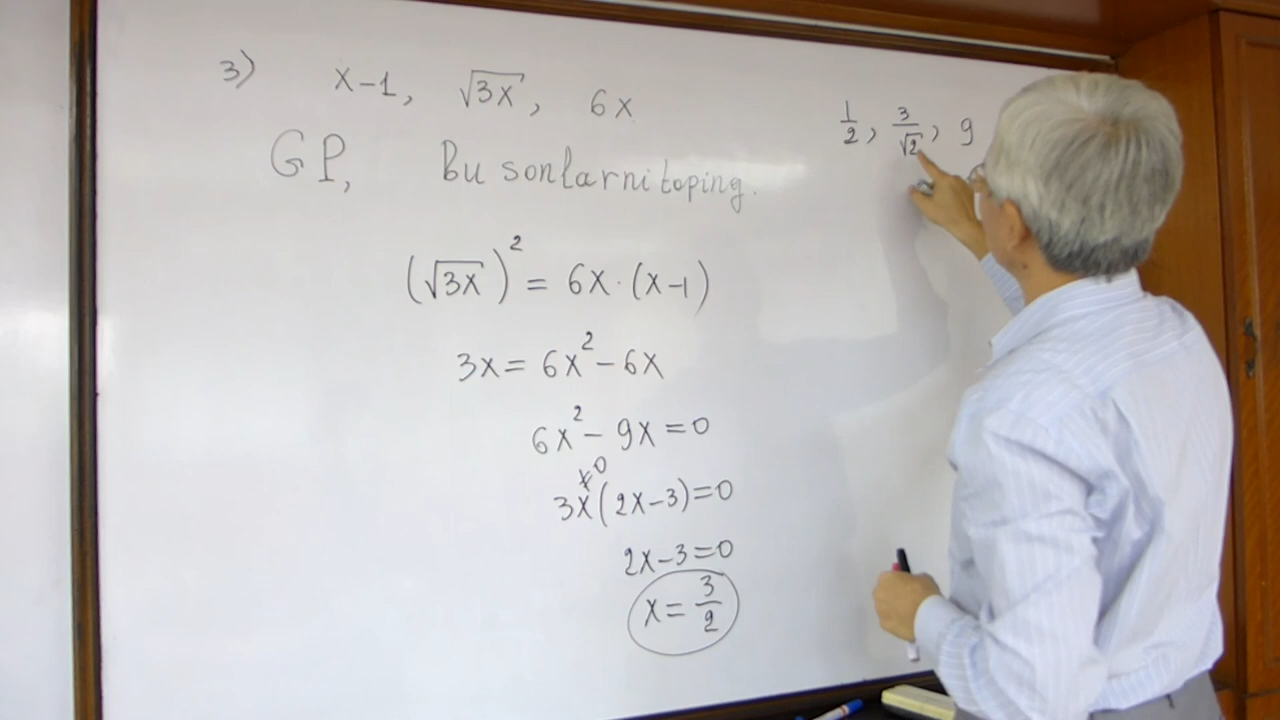 3) x-1, √3x, 6x
GP, Bu sonlarni toping.
(√3x)² = 6x·(x-1)
3x = 6x² - 6x
6x² - 9x = 0
x≠0
3x(2x-3)=0
2x-3=0
x = 3/2
1/2, 3/√2, 9